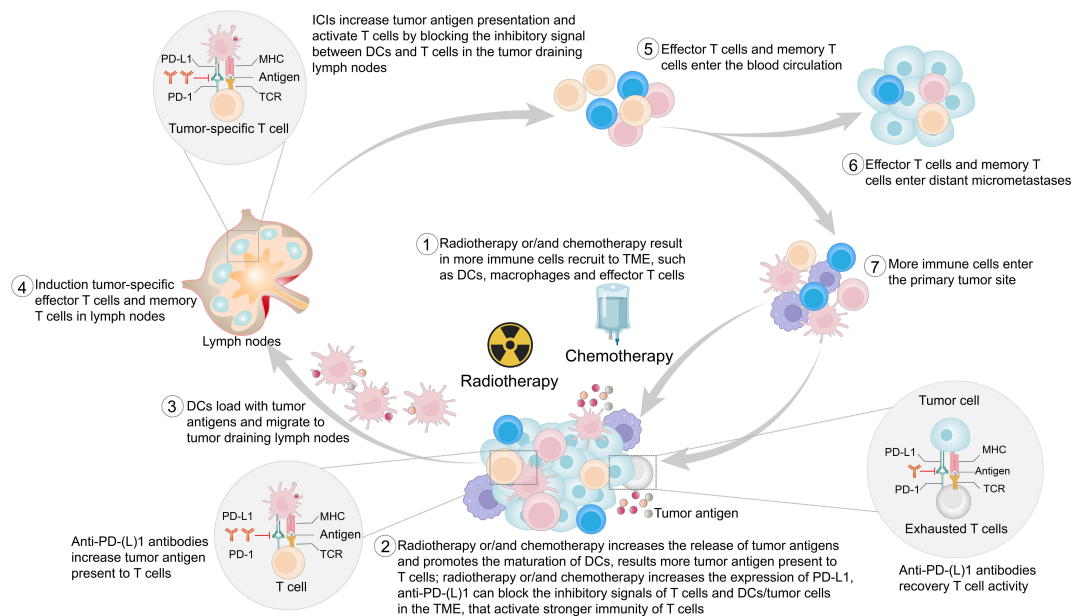 ICIs increase tumor antigen presentation and
activate T cells by blocking the inhibitory signal
between DCs and T cells in the tumor draining
lymph nodes
PD-L1
MHC
Antigen
PD-1
TCR
Tumor-specific T cell
5 Effector T cells and memory T
cells enter the blood circulation
6 Effector T cells and memory T
cells enter distant micrometastases
1 Radiotherapy or/and chemotherapy result
in more immune cells recruit to TME, such
as DCs, macrophages and effector T cells
7 More immune cells enter
the primary tumor site
4 Induction tumor-specific
effector T cells and memory
T cells in lymph nodes
Lymph nodes
Chemotherapy
Radiotherapy
3 DCs load with tumor
antigens and migrate to
tumor draining lymph nodes
Tumor cell
PD-L1
MHC
Antigen
PD-1
TCR
Exhausted T cells
Tumor antigen
PD-L1
MHC
Antigen
PD-1
TCR
T cell
Anti-PD-(L)1 antibodies
increase tumor antigen
present to T cells
2 Radiotherapy or/and chemotherapy increases the release of tumor antigens
and promotes the maturation of DCs, results more tumor antigen present to
T cells; radiotherapy or/and chemotherapy increases the expression of PD-L1,
anti-PD-(L)1 can block the inhibitory signals of T cells and DCs/tumor cells
in the TME, that activate stronger immunity of T cells
Anti-PD-(L)1 antibodies
recovery T cell activity